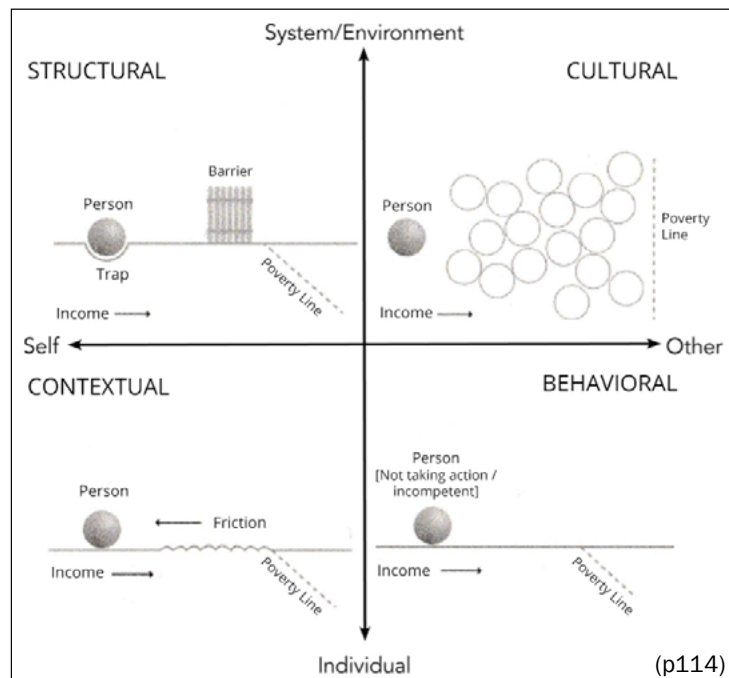 System/Environment
STRUCTURAL
Barrier
Person
Trap
Poverty Line
Income
CULTURAL
Person
Poverty
Line
Income
Self
Other
CONTEXTUAL
Person
Friction
Income
Poverty Line
BEHAVIORAL
Person
[Not taking action /
incompetent]
Income
Poverty Line
Individual
(p114)